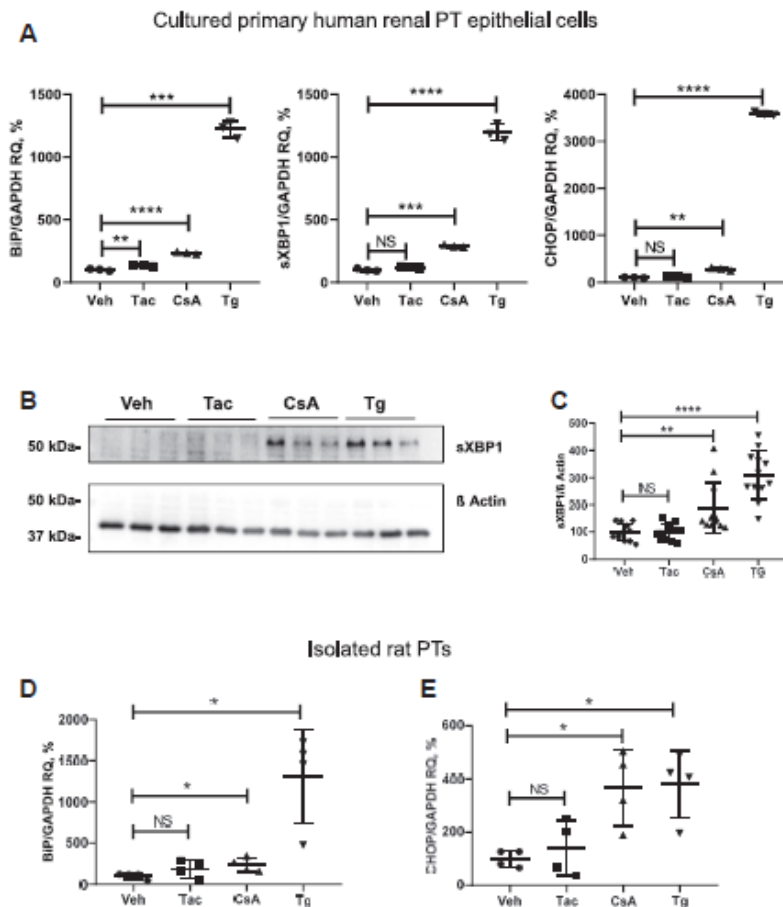 A
Cultured primary human renal PT epithelial cells
BiP/GAPDH RQ, %
1500
1000
500
0
***
****
**
Veh Tac CsA Tg
sXBP1/GAPDH RQ, %
1500
1000
500
0
****
***
NS
Veh Tac CsA Tg
CHOP/GAPDH RQ, %
4000
3000
2000
1000
0
****
**
NS
Veh Tac CsA Tg
B
Veh Tac CsA Tg
50 kDa-
sXBP1
50 kDa-
ß Actin
37 kDa-
C
sXBP1/ß Actin
500
400
300
200
100
0
****
**
NS
Veh Tac CsA TG
Isolated rat PTs
D
BiP/GAPDH RQ, %
2000
1500
1000
500
0
*
*
NS
Veh Tac CsA Tg
E
CHOP/GAPDH RQ, %
600
400
200
0
*
*
NS
Veh Tac CsA Tg